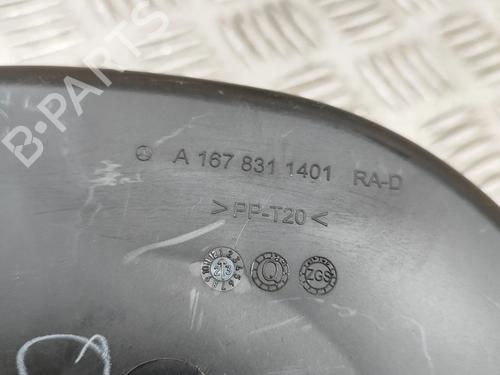 B-PARTS
A 167 831 1401 RA-D
>PP-T20<
Q
ZGS